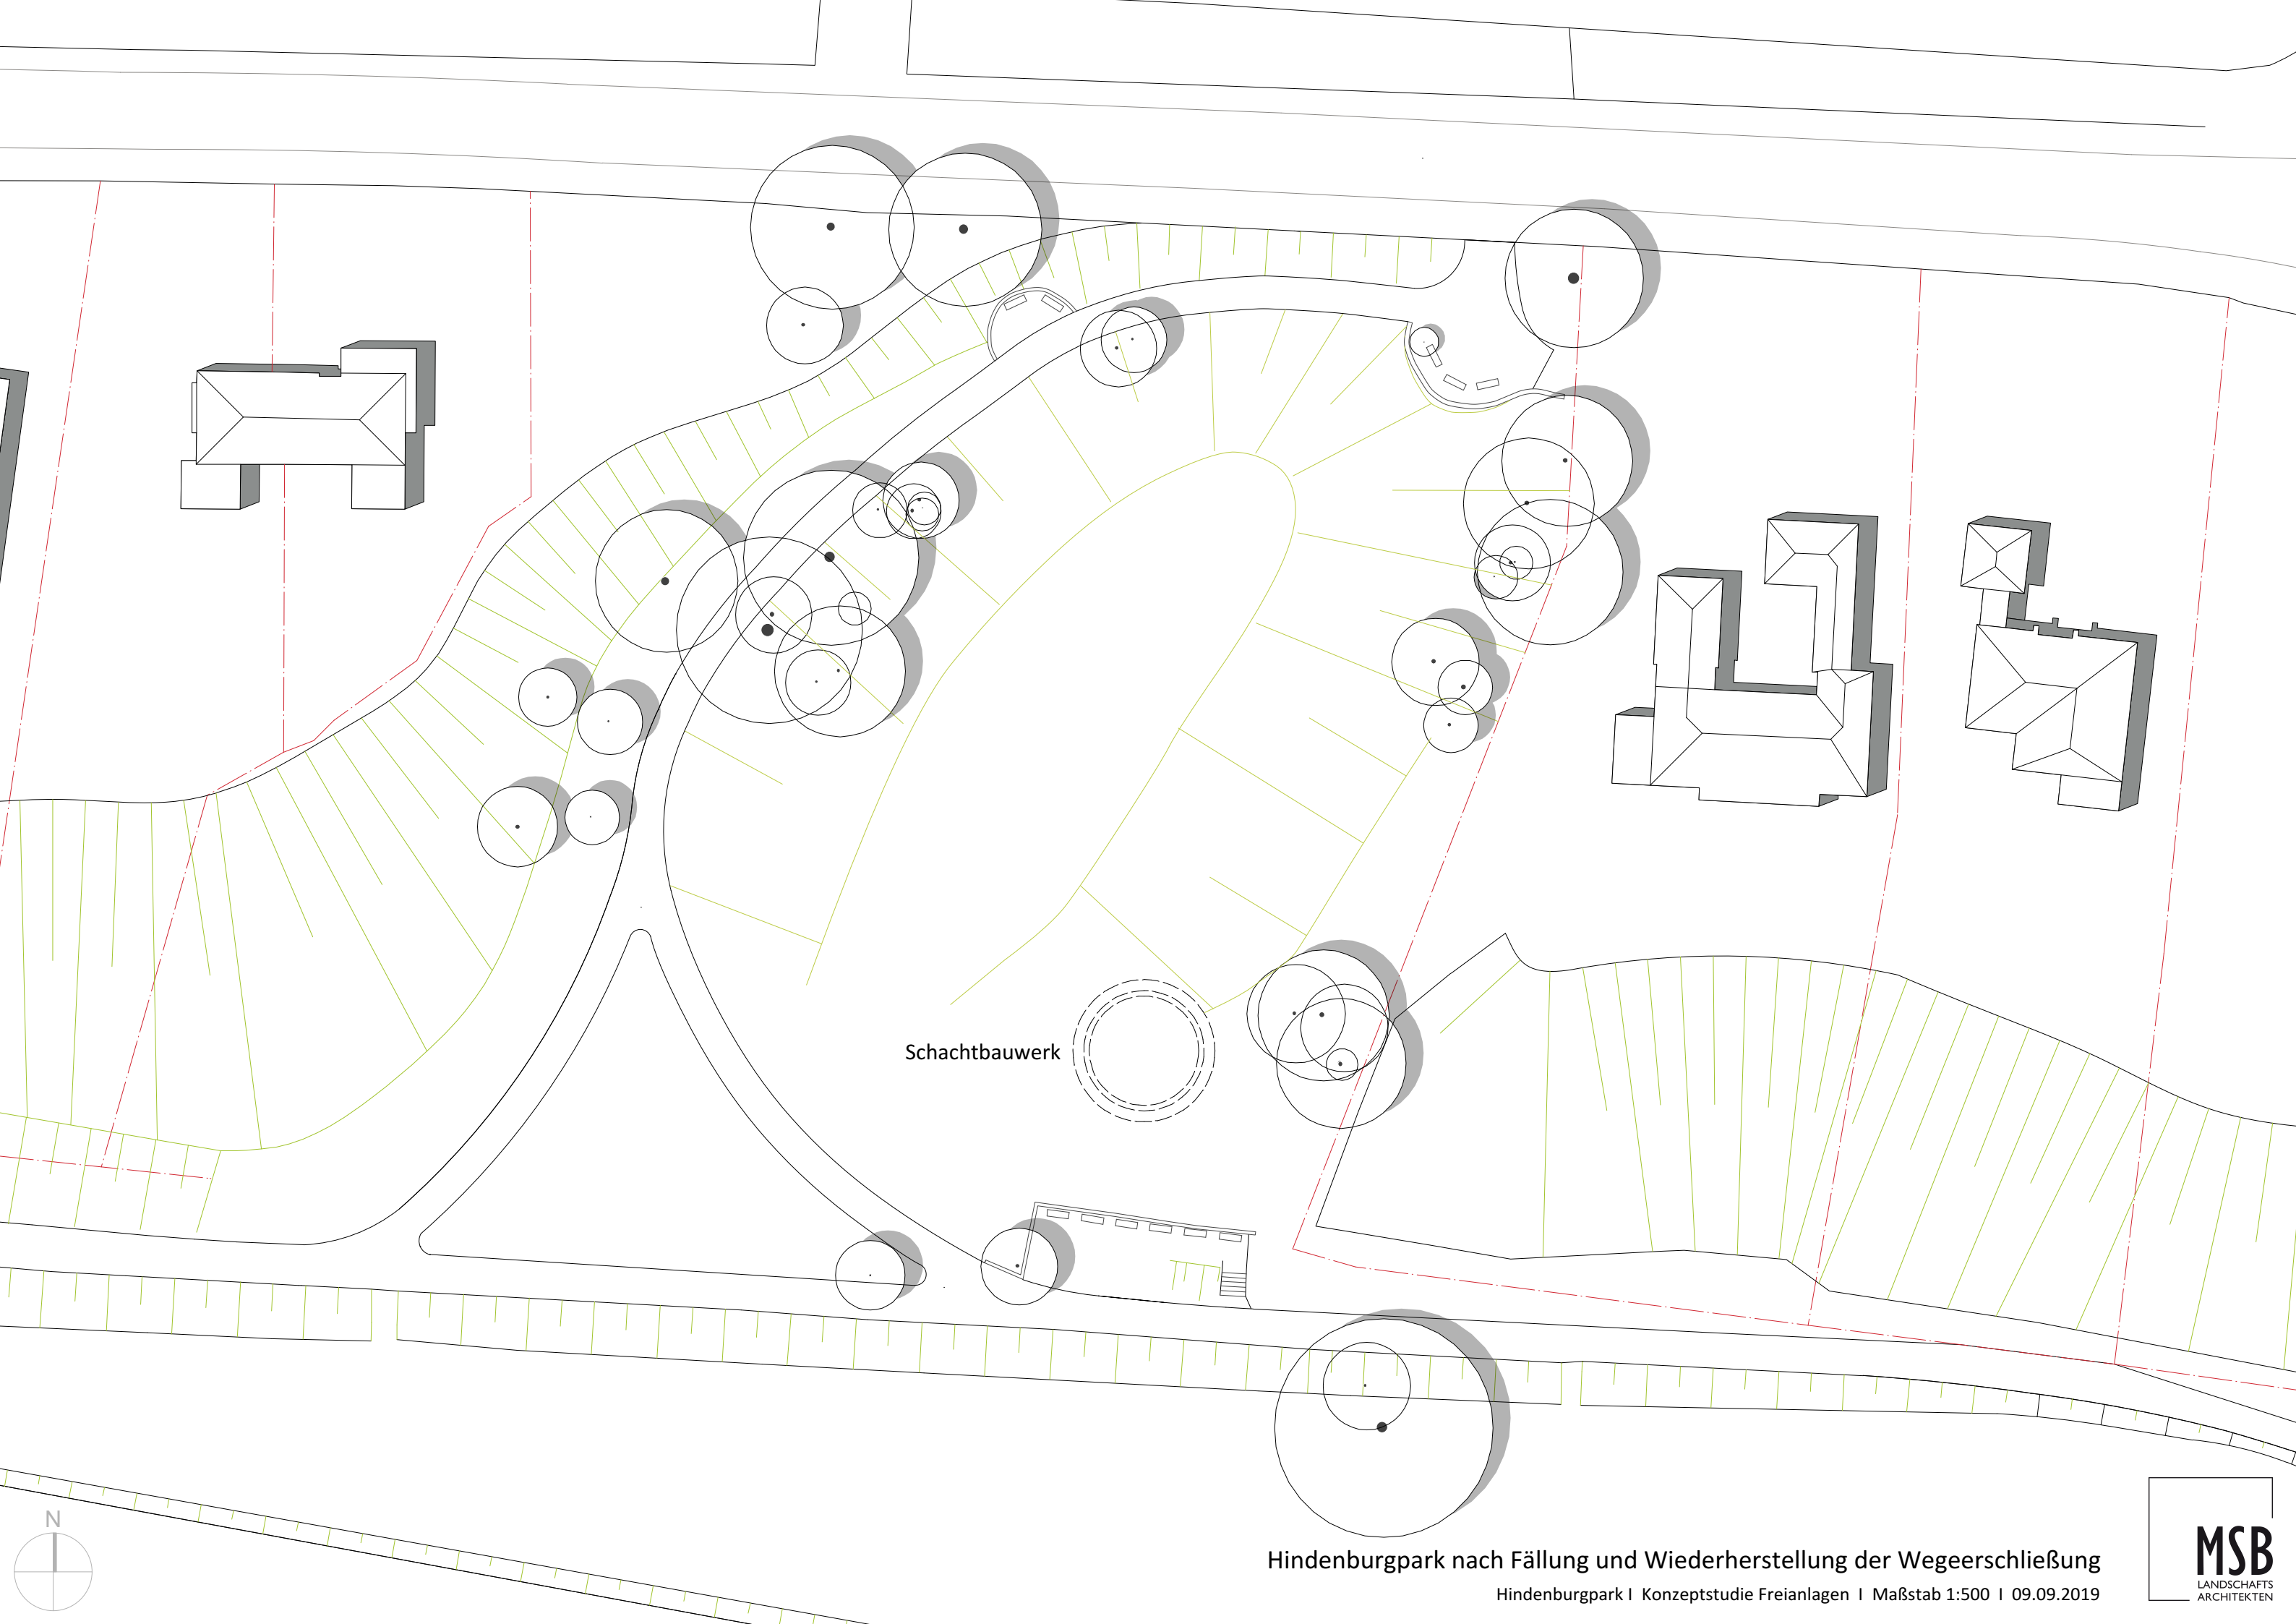 Schachtbauwerk
N
Hindenburgpark nach Fällung und Wiederherstellung der Wegeerschließung
Hindenburgpark I Konzeptstudie Freianlagen I Maßstab 1:500 I 09.09.2019
MSB
LANDSCHAFTS
ARCHITEKTEN